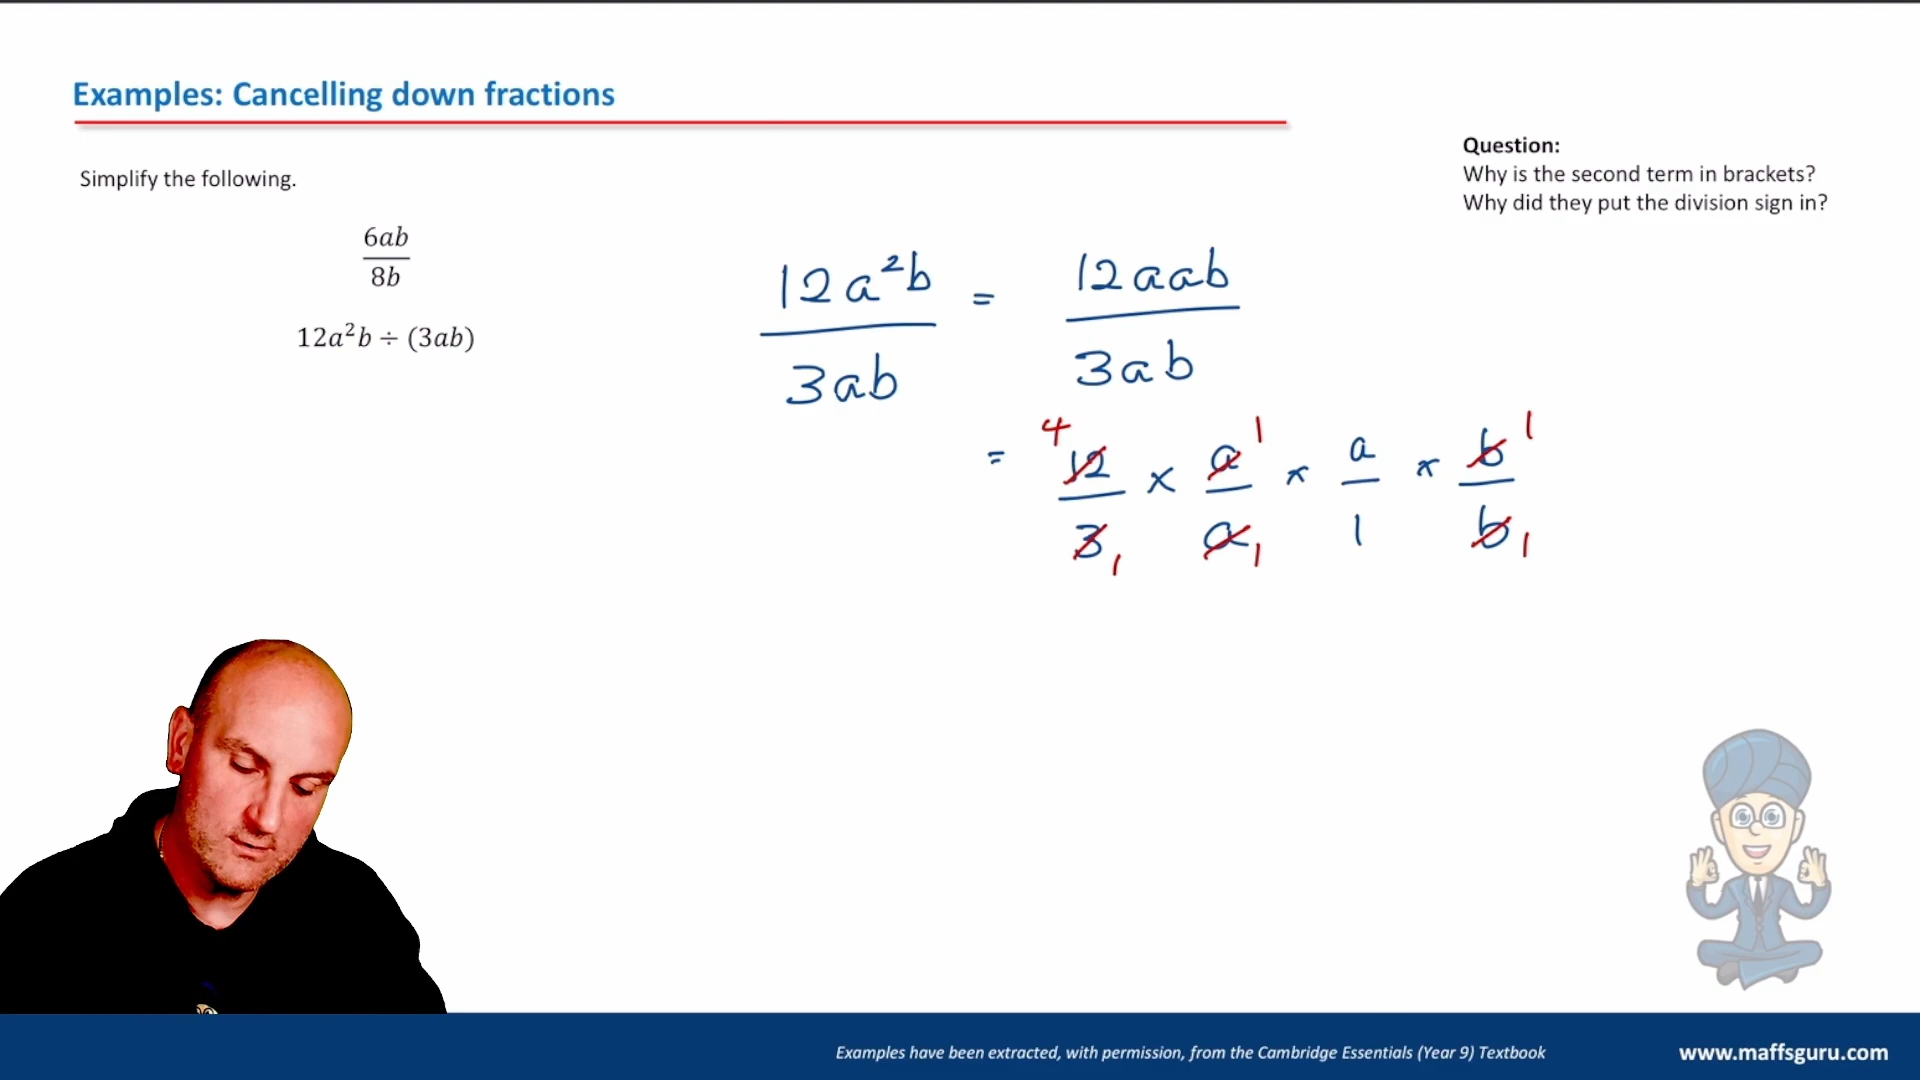 Examples: Cancelling down fractions
Question:
Why is the second term in brackets?
Why did they put the division sign in?
Simplify the following.
6ab
8b
12a²b ÷ (3ab)
12a²b = 12aab
3ab 3ab
4 1 1
= 12 × a × a × b
3 a 1 b
1 1 1
Examples have been extracted, with permission, from the Cambridge Essentials (Year 9) Textbook
www.maffsguru.com